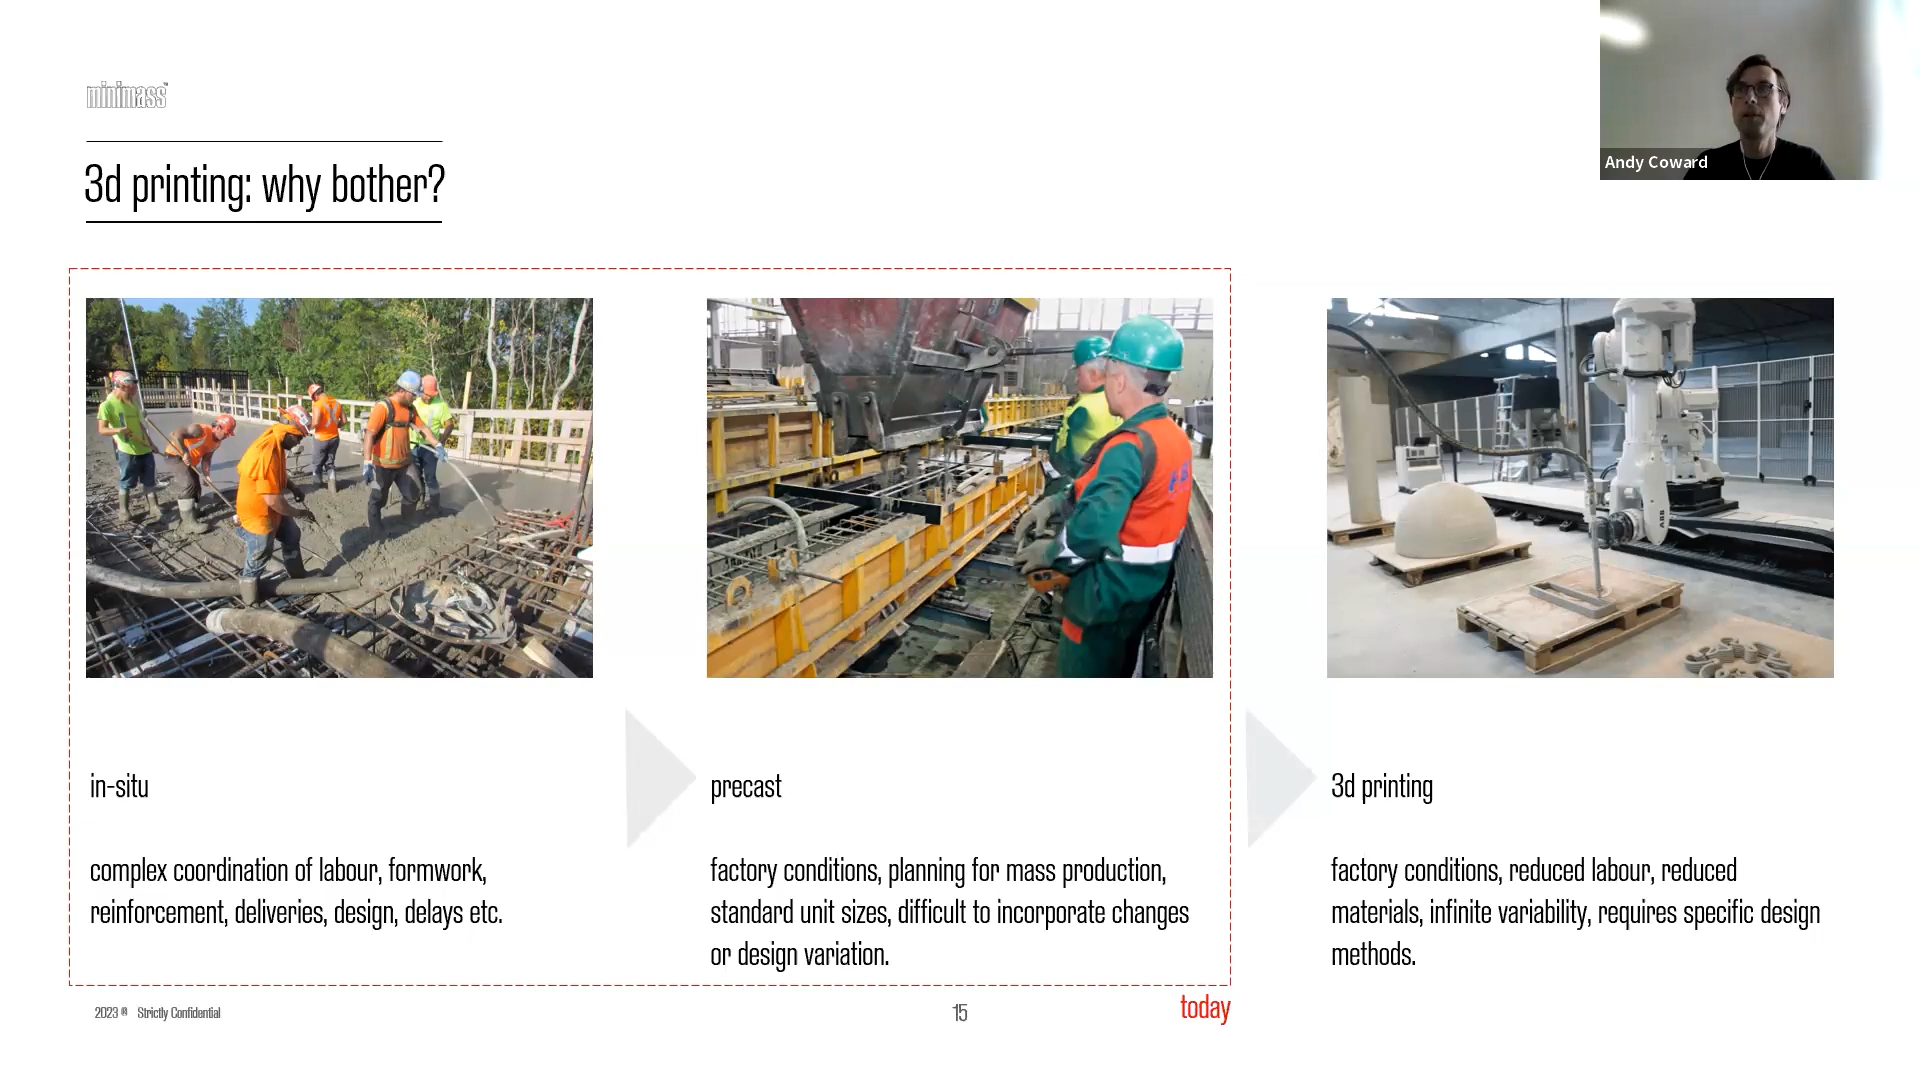 minimass™
Andy Coward
3d printing: why bother?
ABB
in-situ
precast
3d printing
complex coordination of labour, formwork,
reinforcement, deliveries, design, delays etc.
factory conditions, planning for mass production,
standard unit sizes, difficult to incorporate changes
or design variation.
factory conditions, reduced labour, reduced
materials, infinite variability, requires specific design
methods.
2023 © Strictly Confidential
15
today